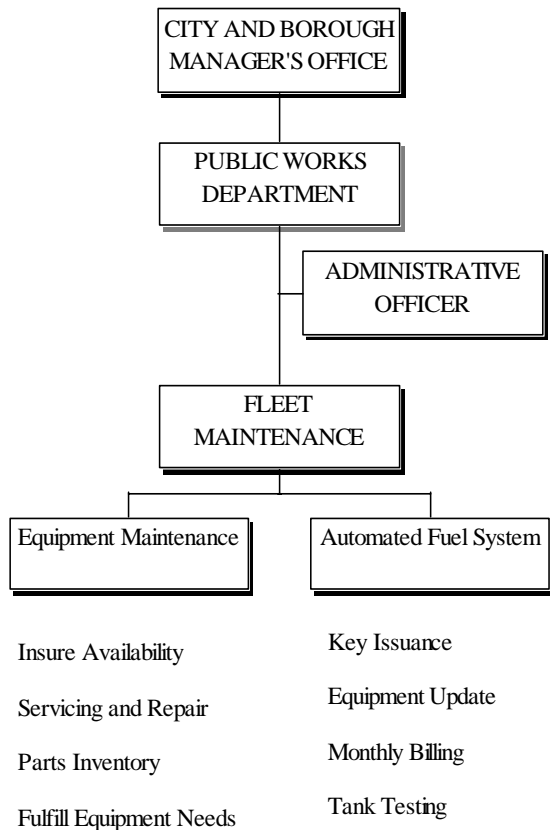 CITY AND BOROUGH
MANAGER'S OFFICE
PUBLIC WORKS
DEPARTMENT
ADMINISTRATIVE
OFFICER
FLEET
MAINTENANCE
Equipment Maintenance
Insure Availability
Servicing and Repair
Parts Inventory
Fulfill Equipment Needs
Automated Fuel System
Key Issuance
Equipment Update
Monthly Billing
Tank Testing